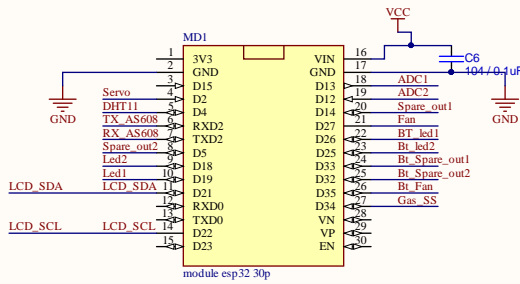 VCC
MD1
1 3V3 VIN 16
2 GND GND 17
3 D15 D13 18 ADC1
Servo 4 D2 D12 19 ADC2
DHT11 5 D4 D14 20 Spare_out1
TX_AS608 6 RXD2 D27 21 Fan
RX_AS608 7 TXD2 D26 22 BT_led1
Spare_out2 8 D5 D25 23 Bt_led2
Led2 9 D18 D33 24 Bt_Spare_out1
Led1 10 D19 D32 25 Bt_Spare_out2
LCD_SDA LCD_SDA 11 D21 D35 26 Bt_Fan
12 RXD0 D34 27 Gas_SS
13 TXD0 VN 28
LCD_SCL LCD_SCL 14 D22 VP 29
15 D23 EN 30
C6
104 / 0.1uF
GND
GND
module esp32 30p